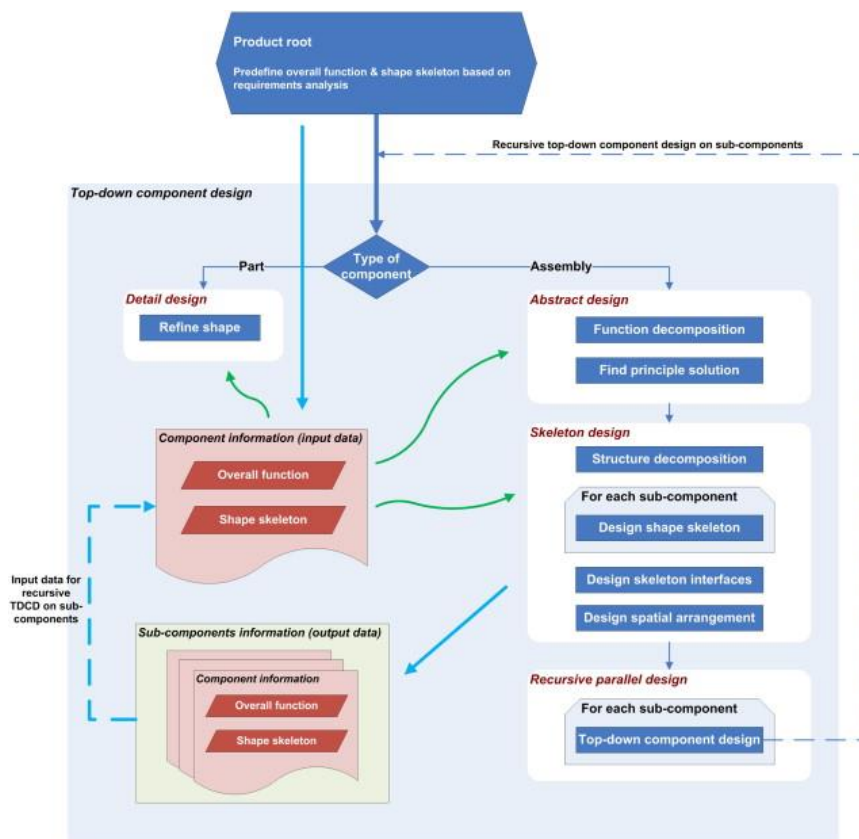 Product root
Predefine overall function & shape skeleton based on
requirements analysis
Recursive top-down component design on sub-components
Top-down component design
Type of
component
Part
Assembly
Detail design
Refine shape
Abstract design
Function decomposition
Find principle solution
Component information (input data)
Overall function
Shape skeleton
Skeleton design
Structure decomposition
For each sub-component
Design shape skeleton
Design skeleton interfaces
Design spatial arrangement
Input data for
recursive
TDCD on sub-
components
Sub-components information (output data)
Component information
Overall function
Shape skeleton
Recursive parallel design
For each sub-component
Top-down component design